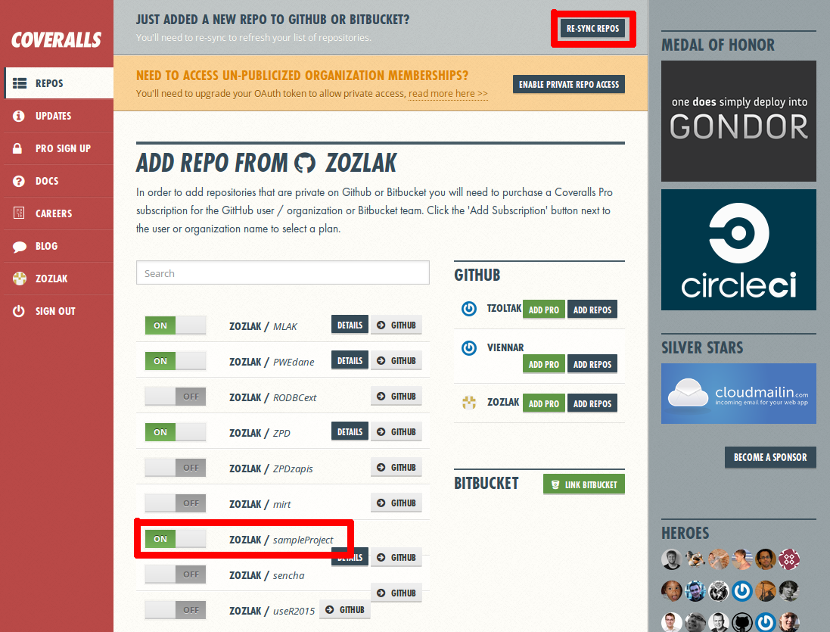 COVERALLS
REPOS
UPDATES
PRO SIGN UP
DOCS
CAREERS
BLOG
ZOZLAK
SIGN OUT
JUST ADDED A NEW REPO TO GITHUB OR BITBUCKET?
You'll need to re-sync to refresh your list of repositories.
RE-SYNC REPOS
NEED TO ACCESS UN-PUBLICIZED ORGANIZATION MEMBERSHIPS?
You'll need to upgrade your OAuth token to allow private access, read more here >>
ENABLE PRIVATE REPO ACCESS
ADD REPO FROM ZOZLAK
In order to add repositories that are private on Github or Bitbucket you will need to purchase a Coveralls Pro
subscription for the GitHub user / organization or Bitbucket team. Click the 'Add Subscription' button next to
the user or organization name to select a plan.
Search
ON ZOZLAK / MLAK DETAILS GITHUB
ON ZOZLAK / PWEdane DETAILS GITHUB
OFF ZOZLAK / RODBCext GITHUB
ON ZOZLAK / ZPD DETAILS GITHUB
OFF ZOZLAK / ZPDzapis GITHUB
OFF ZOZLAK / mirt GITHUB
ON ZOZLAK / sampleProject
DETAILS GITHUB
OFF ZOZLAK / sencha
GITHUB
OFF ZOZLAK / useR2015 GITHUB
GITHUB
TZOLTAK ADD PRO ADD REPOS
VIENNAR
ADD PRO ADD REPOS
ZOZLAK ADD PRO ADD REPOS
BITBUCKET
LINK BITBUCKET
MEDAL OF HONOR
one does simply deploy into
GONDOR
circleci
SILVER STARS
cloudmailin.com
incoming email for your web app
BECOME A SPONSOR
HEROES